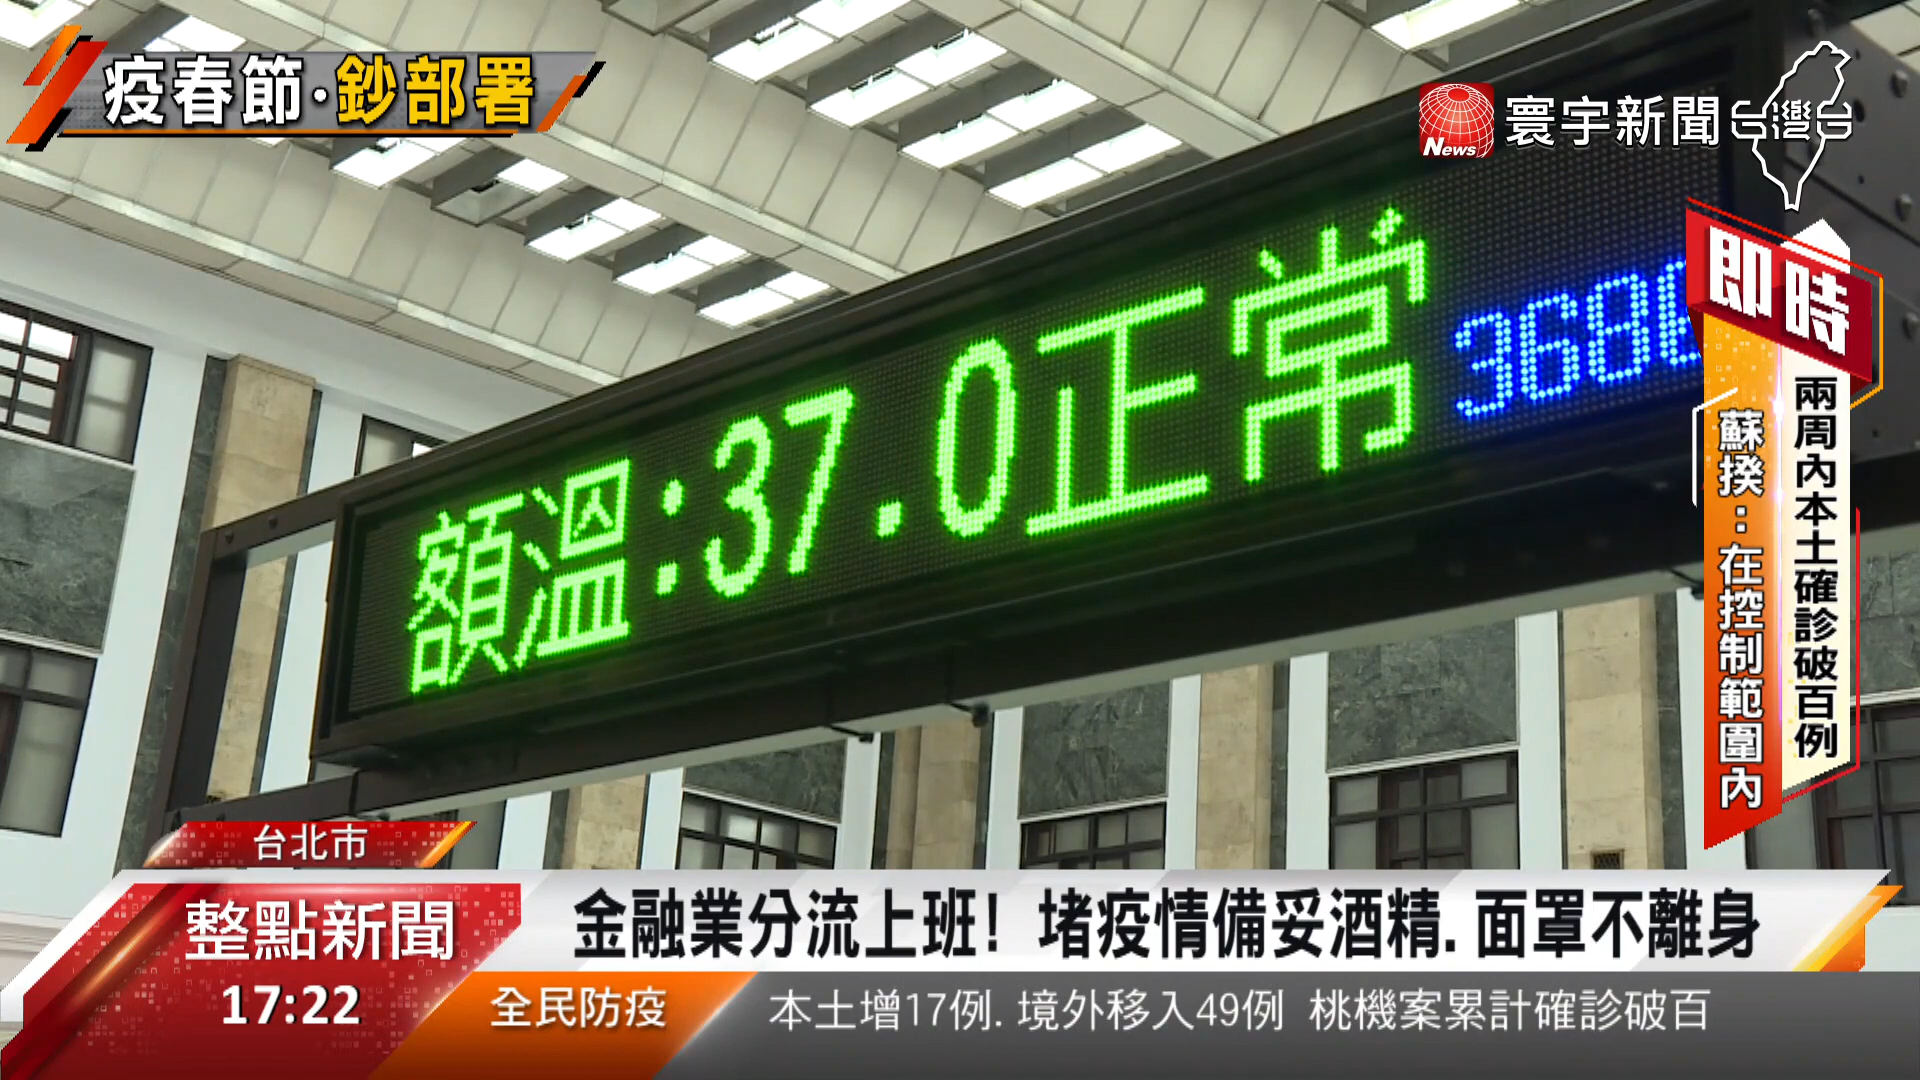 疫春節·鈔部署
News 寰宇新聞 台灣台
即時
兩周內本土確診破百例
蘇揆：在控制範圍內
額溫:37.0正常
台北市
整點新聞
金融業分流上班! 堵疫情備妥酒精.面罩不離身
17:22
全民防疫
本土增17例.境外移入49例 桃機案累計確診破百